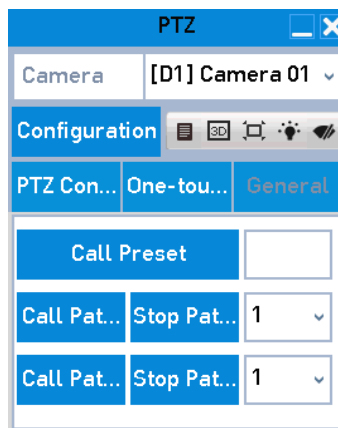 PTZ
Camera [D1] Camera 01
Configuration 3D
PTZ Con... One-tou... General
Call Preset
Call Pat... Stop Pat... 1
Call Pat... Stop Pat... 1